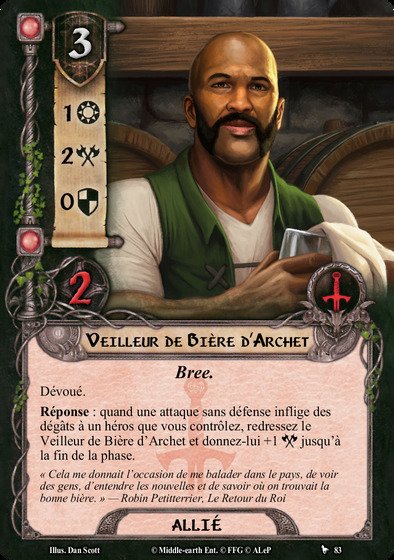 3
1
2
0
2
Veilleur de Bière d'Archet
Bree.
Dévoué.
Réponse : quand une attaque sans défense inflige des
dégâts à un héros que vous contrôlez, redressez le
Veilleur de Bière d'Archet et donnez-lui +1 jusqu'à
la fin de la phase.
« Cela me donnait l'occasion de me balader dans le pays, de voir
des gens, d'entendre les nouvelles et de savoir où on trouvait la
bonne bière. » — Robin Petitterrier, Le Retour du Roi
ALLIÉ
Illus. Dan Scott © Middle-earth Ent. © FFG © ALeP 83